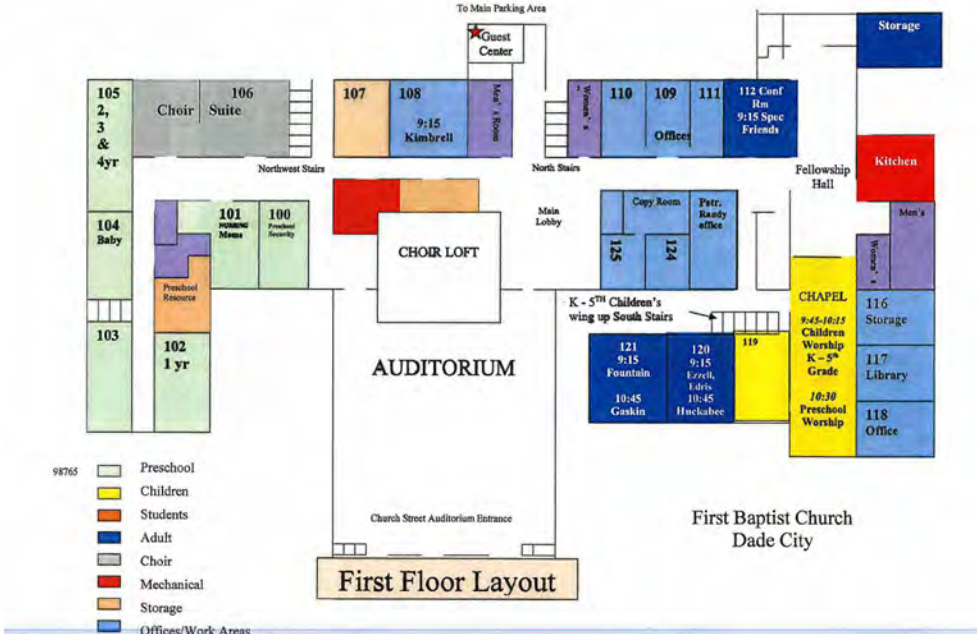 To Main Parking Area
Guest
Center
Storage
105
2,
3
&
4yr
Choir
106
Suite
107
108
9:15
Kimbrell
Men's Room
Women's
110
109
111
Offices
112 Conf
Rm
9:15 Spec
Friends
Northwest Stairs
North Stairs
Fellowship
Hall
Kitchen
104
Baby
101
NURSING
Moms
100
Preschool
Security
CHOIR LOFT
Main
Lobby
Copy Room
Pstr.
Randy
office
125
124
Men's
Women's
Preschool
Resource
103
102
1 yr
AUDITORIUM
K - 5TH Children's
wing up South Stairs
121
9:15
Fountain
10:45
Gaskin
120
9:15
Ezzell,
Edris
10:45
Huckabee
119
CHAPEL
9:45-10:15
Children
Worship
K – 5th
Grade
10:30
Preschool
Worship
116
Storage
117
Library
118
Office
98765
Preschool
Children
Students
Adult
Choir
Mechanical
Storage
Offices/Work Areas
Church Street Auditorium Entrance
First Floor Layout
First Baptist Church
Dade City